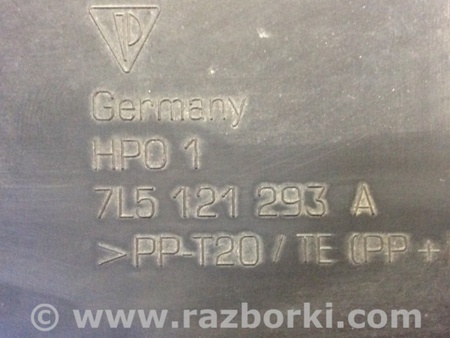 Germany
HPO 1
7L5 121 293 A
>PP-T20 / TE (PP +
© www.razborki.com